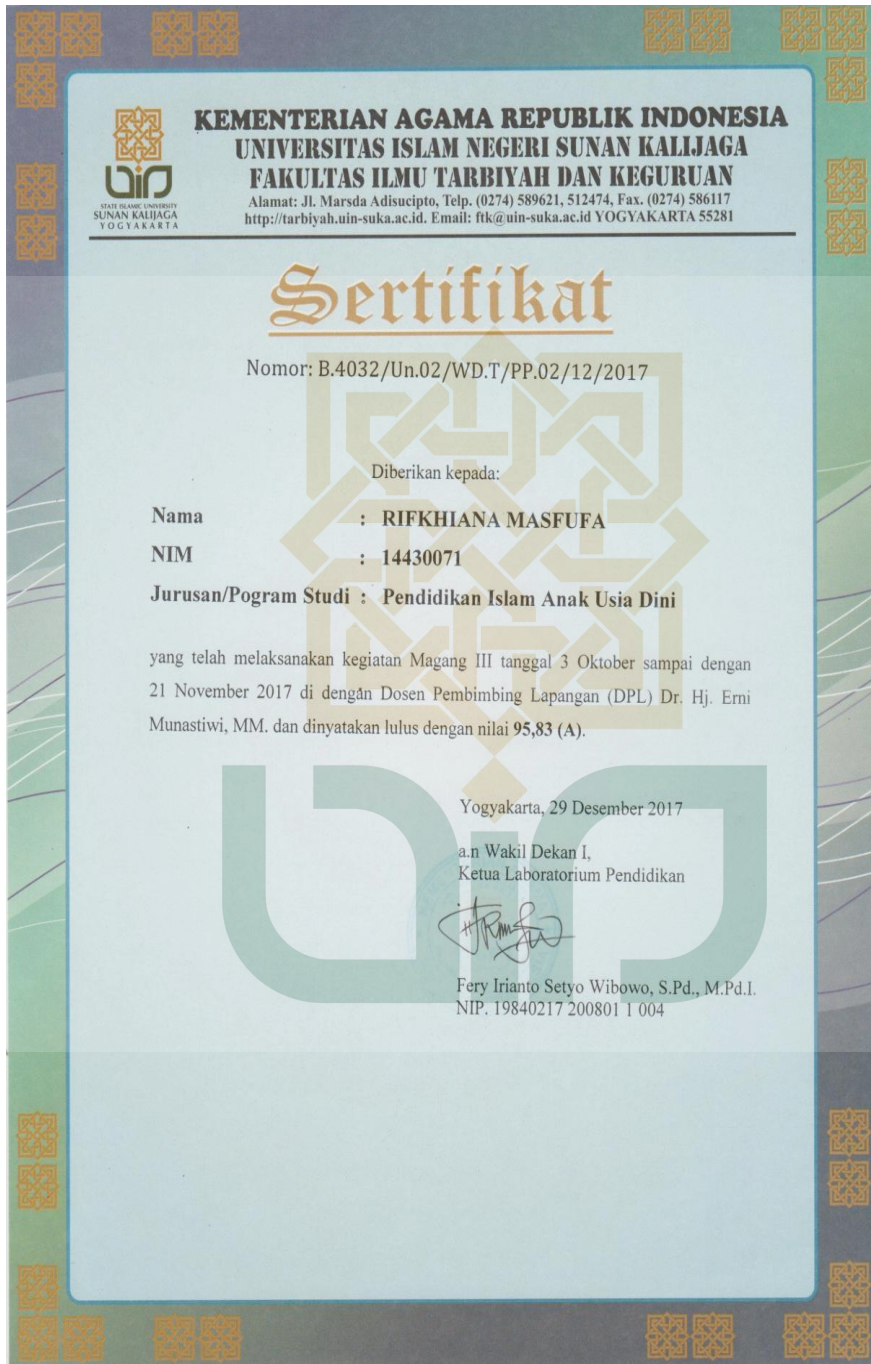 KEMENTERIAN AGAMA REPUBLIK INDONESIA
UNIVERSITAS ISLAM NEGERI SUNAN KALIJAGA
FAKULTAS ILMU TARBIYAH DAN KEGURUAN
Alamat: Jl. Marsda Adisucipto, Telp. (0274) 589621, 512474, Fax. (0274) 586117
http://tarbiyah.uin-suka.ac.id. Email: ftk@uin-suka.ac.id YOGYAKARTA 55281
uin
STATE ISLAMIC UNIVERSITY
SUNAN KALIJAGA
YOGYAKARTA
Sertifikat
Nomor: B.4032/Un.02/WD.T/PP.02/12/2017
Diberikan kepada:
Nama : RIFKHIANA MASFUFA
NIM : 14430071
Jurusan/Pogram Studi : Pendidikan Islam Anak Usia Dini
yang telah melaksanakan kegiatan Magang III tanggal 3 Oktober sampai dengan
21 November 2017 di dengan Dosen Pembimbing Lapangan (DPL) Dr. Hj. Erni
Munastiwi, MM. dan dinyatakan lulus dengan nilai 95,83 (A).
Yogyakarta, 29 Desember 2017
a.n Wakil Dekan I,
Ketua Laboratorium Pendidikan
Fery Irianto Setyo Wibowo, S.Pd., M.Pd.I.
NIP. 19840217 200801 1 004
uin